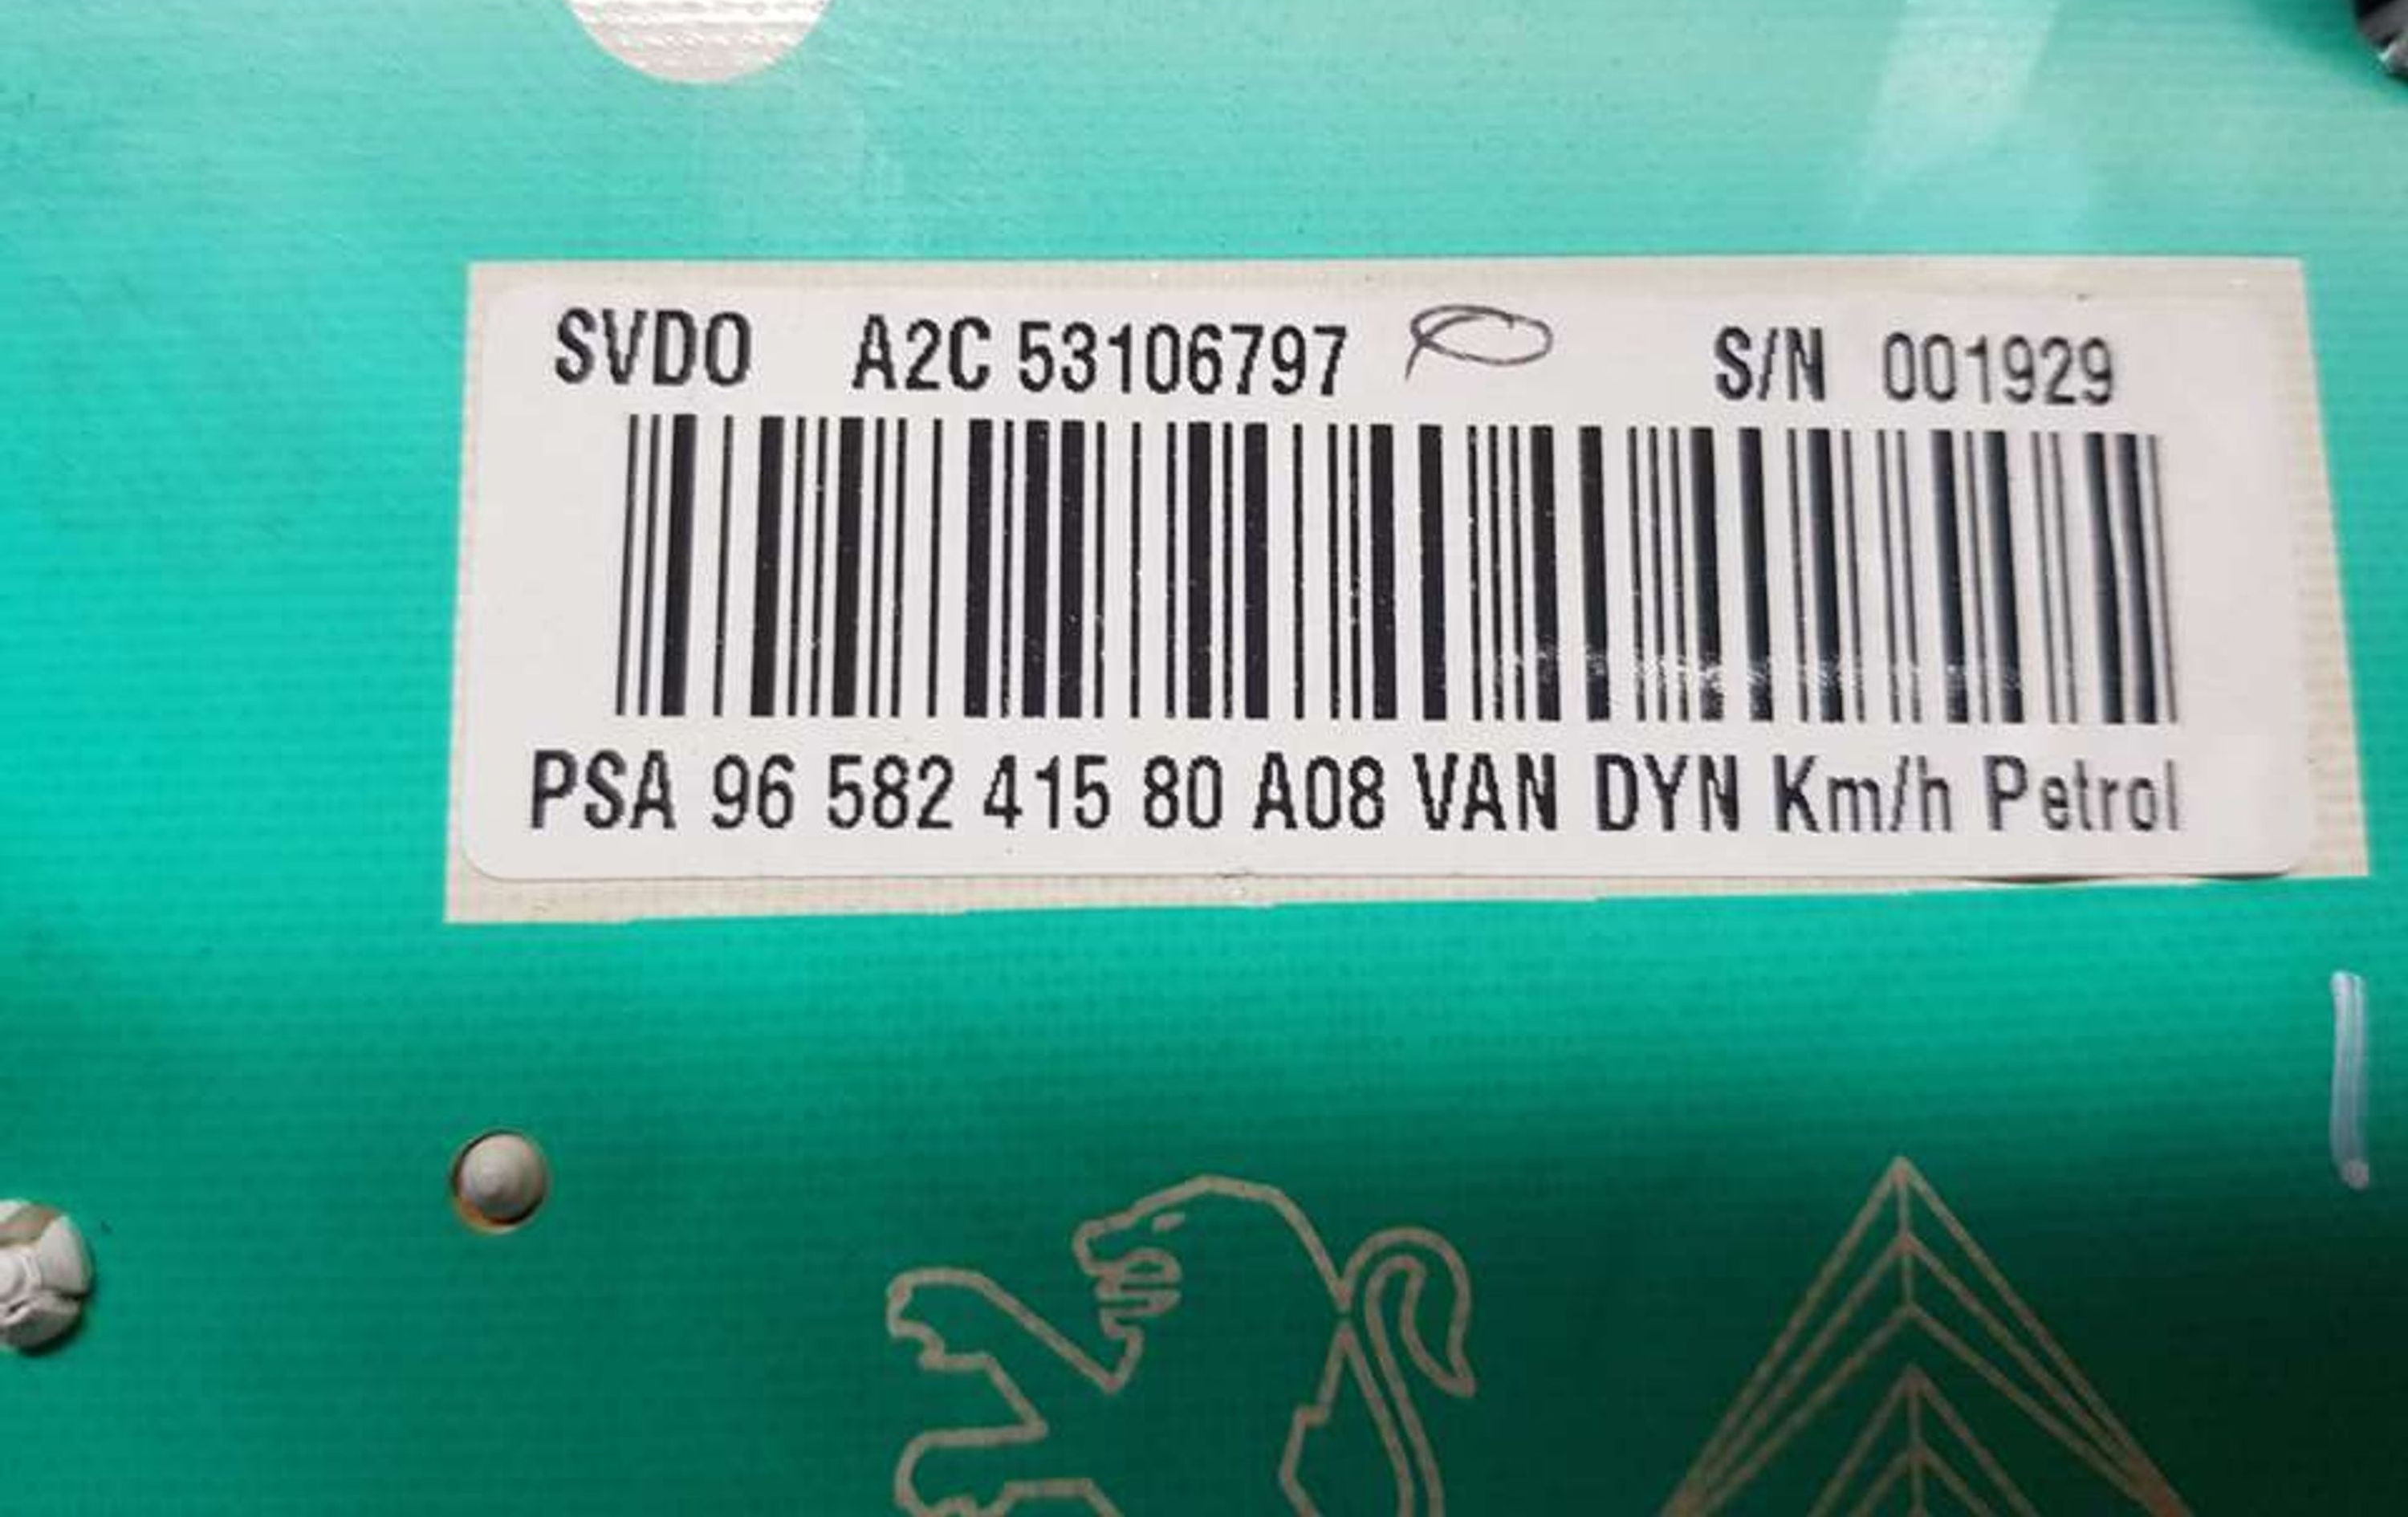 SVDO A2C 53106797 S/N 001929
PSA 96 582 415 80 A08 VAN DYN Km/h Petrol